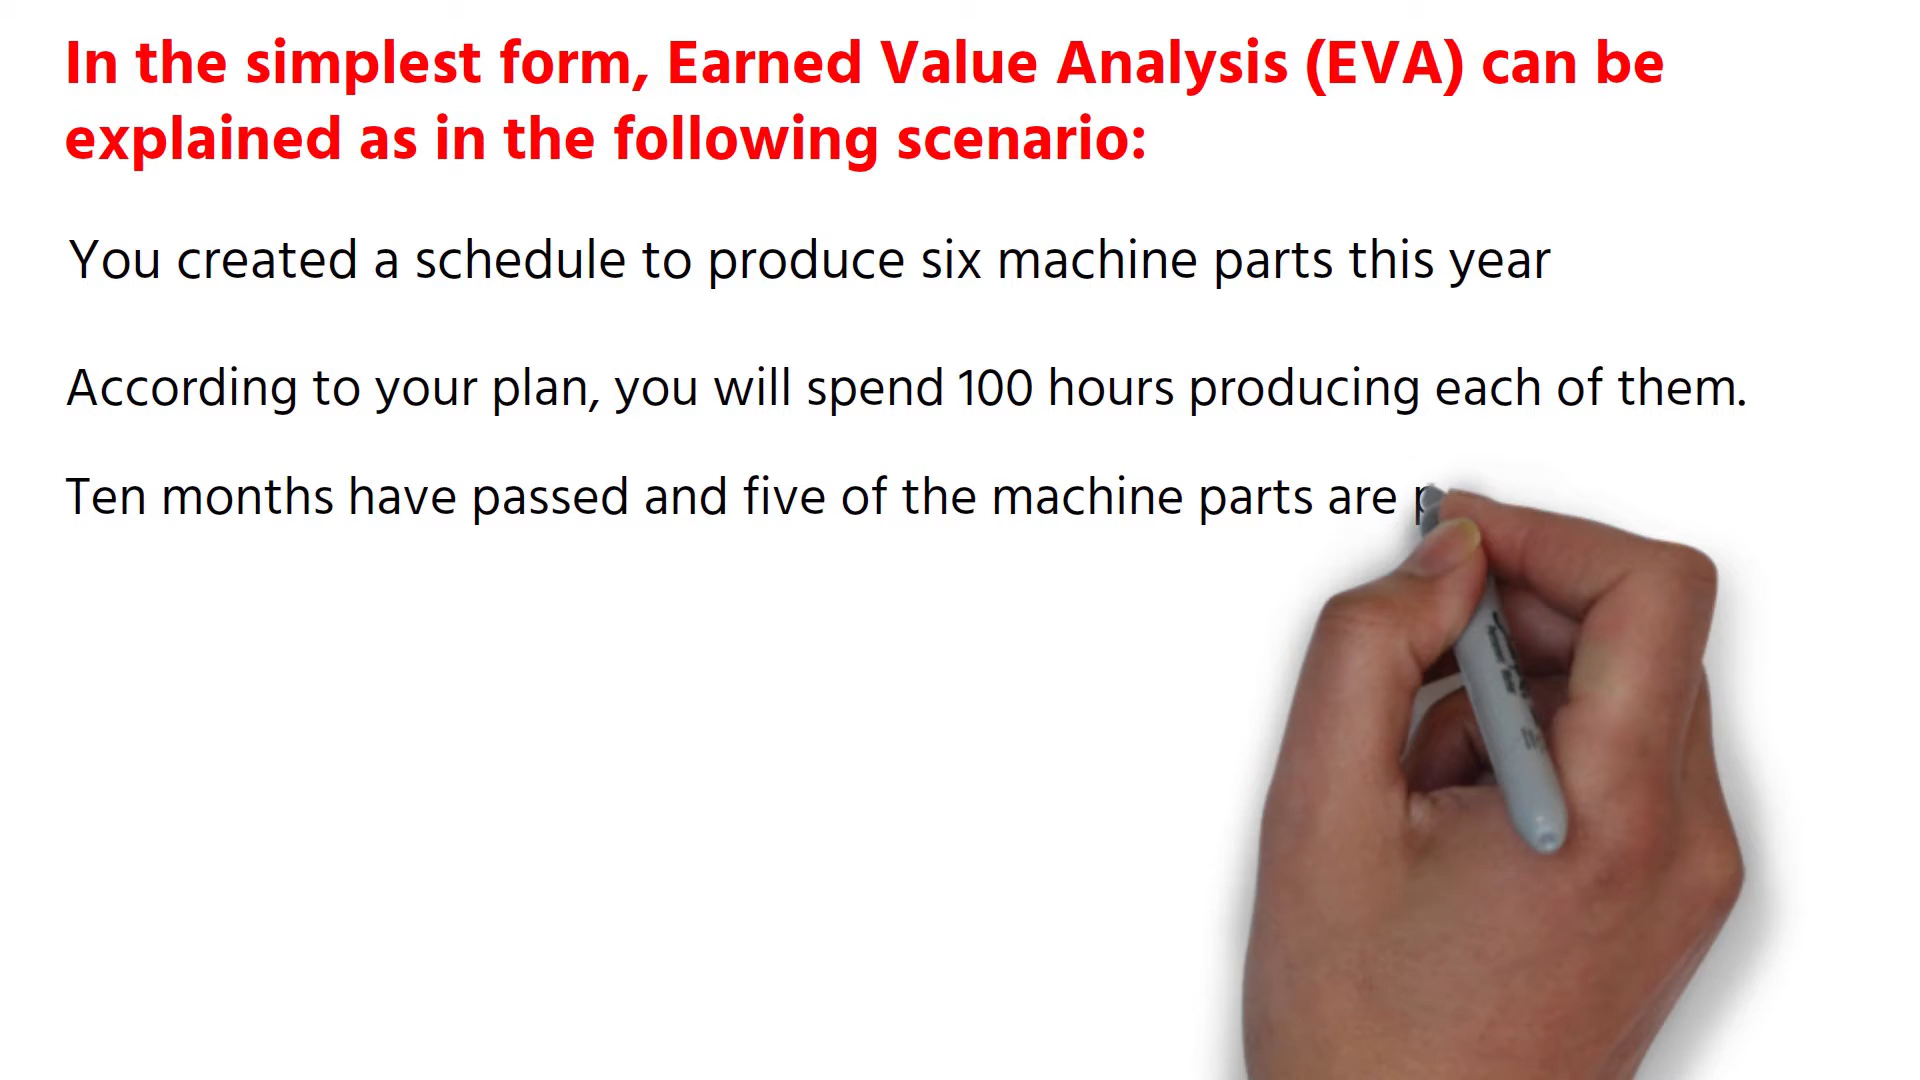 In the simplest form, Earned Value Analysis (EVA) can be
explained as in the following scenario:
You created a schedule to produce six machine parts this year
According to your plan, you will spend 100 hours producing each of them.
Ten months have passed and five of the machine parts are p